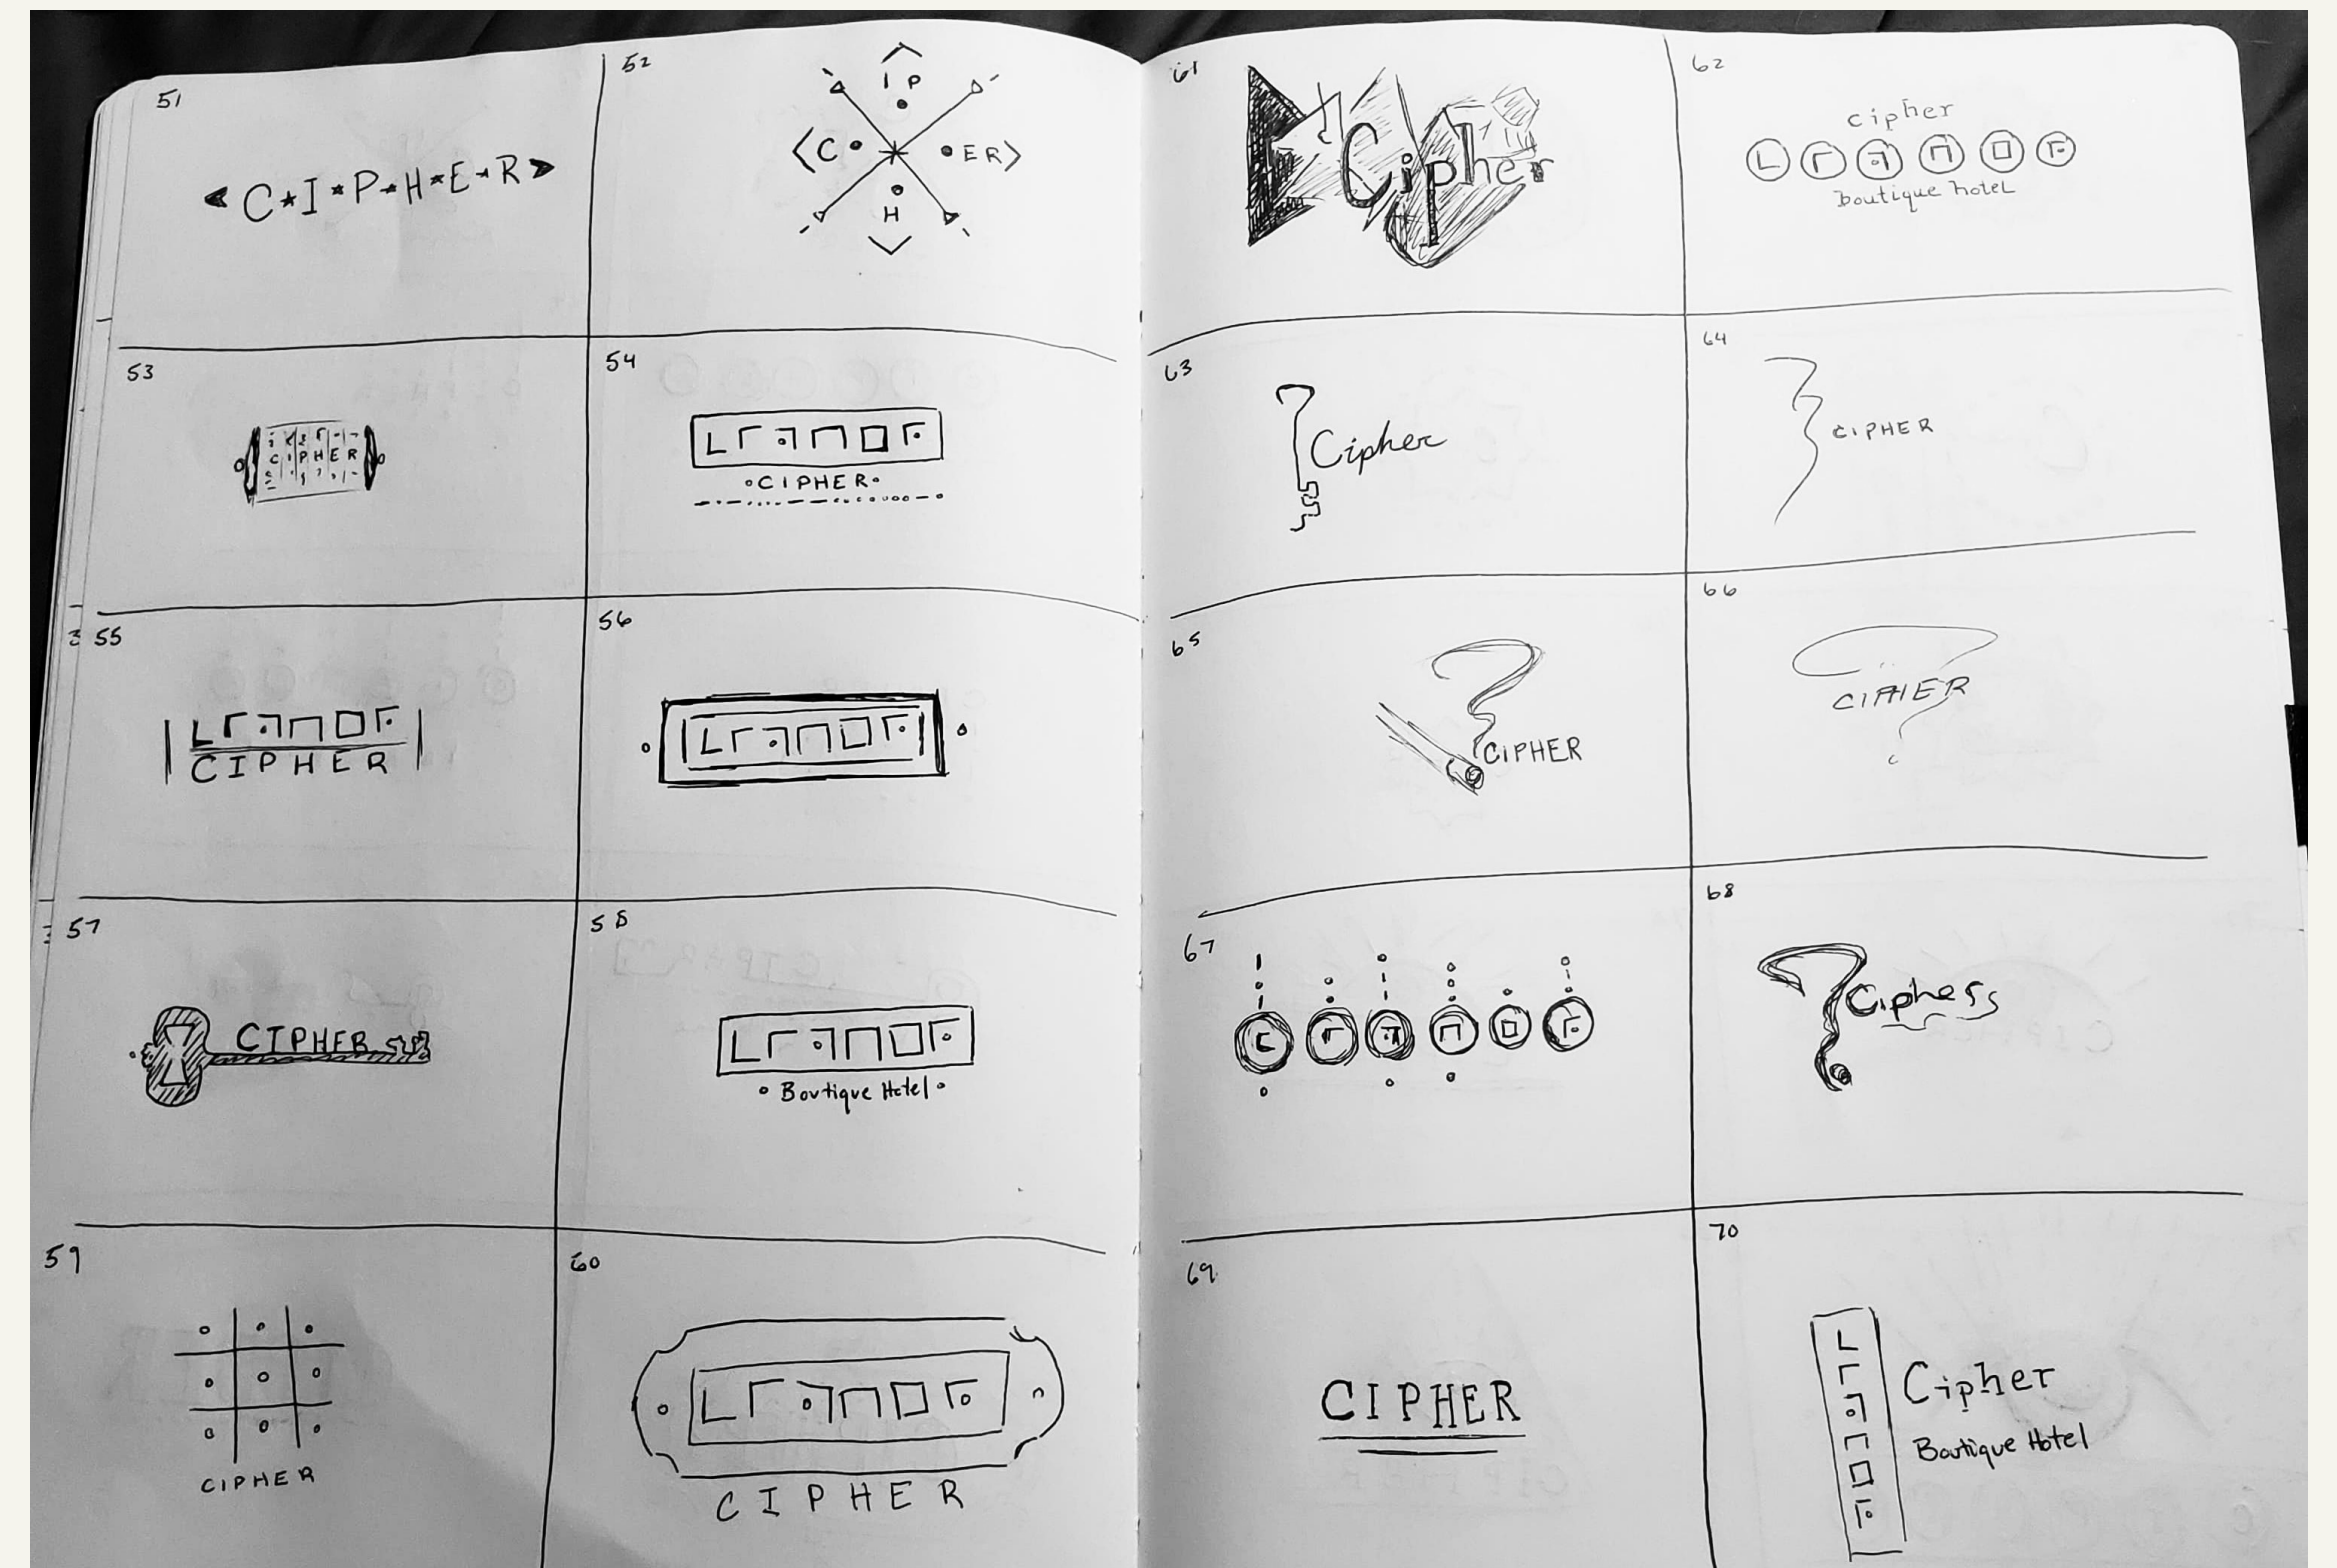 51
C★I★P★H★E★R
52
I P
C
ER
H
53
CIPHER
54
CIPHER
55
CIPHER
56
57
CIPHER
58
Boutique Hotel
59
CIPHER
60
CIPHER
61
Cipher
62
cipher
boutique hotel
63
Cipher
64
CIPHER
65
CIPHER
66
CIPHER
67
68
69
CIPHER
70
Cipher
Boutique Hotel